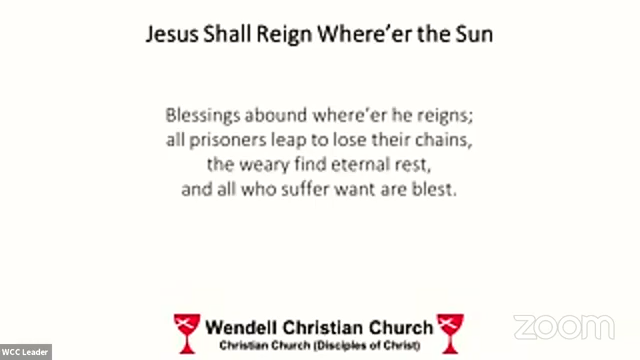 Jesus Shall Reign Where’er the Sun
Blessings abound where’er he reigns;
all prisoners leap to lose their chains,
the weary find eternal rest,
and all who suffer want are blest.
Wendell Christian Church
Christian Church (Disciples of Christ)
WCC Leader
zoom